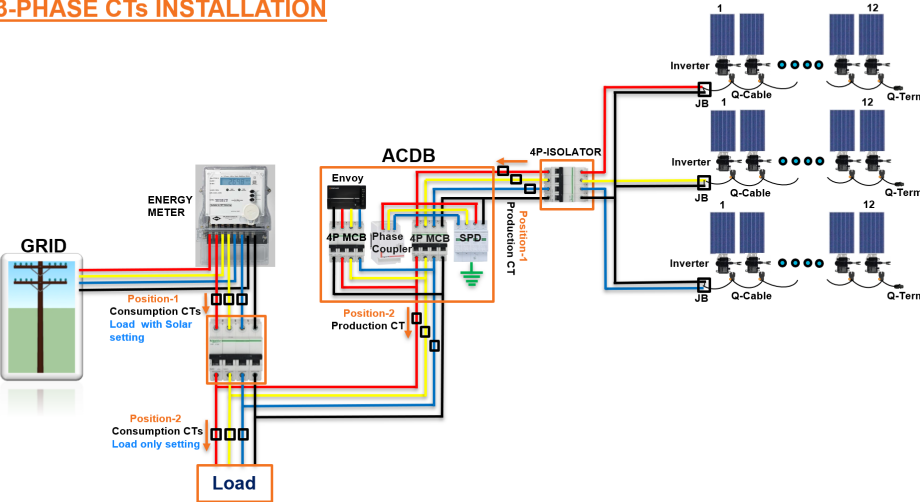 3-PHASE CTs INSTALLATION
1
12
Inverter
JB
Q-Cable
Q-Term
1
12
Inverter
JB
Q-Cable
Q-Term
1
12
Inverter
JB
Q-Cable
Q-Term
4P-ISOLATOR
ACDB
Envoy
4P MCB
Phase
Coupler
4P MCB
SPD
Position-1
Production CT
ENERGY
METER
GRID
Position-1
Consumption CTs
Load with Solar
setting
Position-2
Production CT
Position-2
Consumption CTs
Load only setting
Load